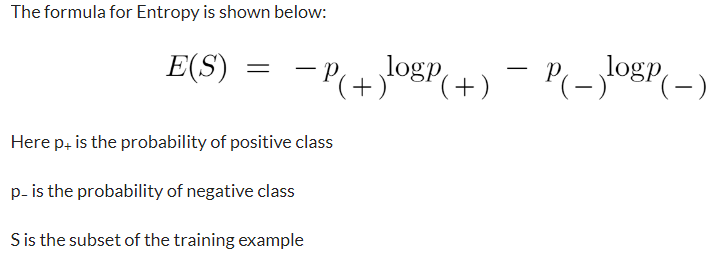 The formula for Entropy is shown below:
E(S) = − p₍₊₎logp₍₊₎ − p₍₋₎logp₍₋₎
Here p₊ is the probability of positive class
p₋ is the probability of negative class
S is the subset of the training example